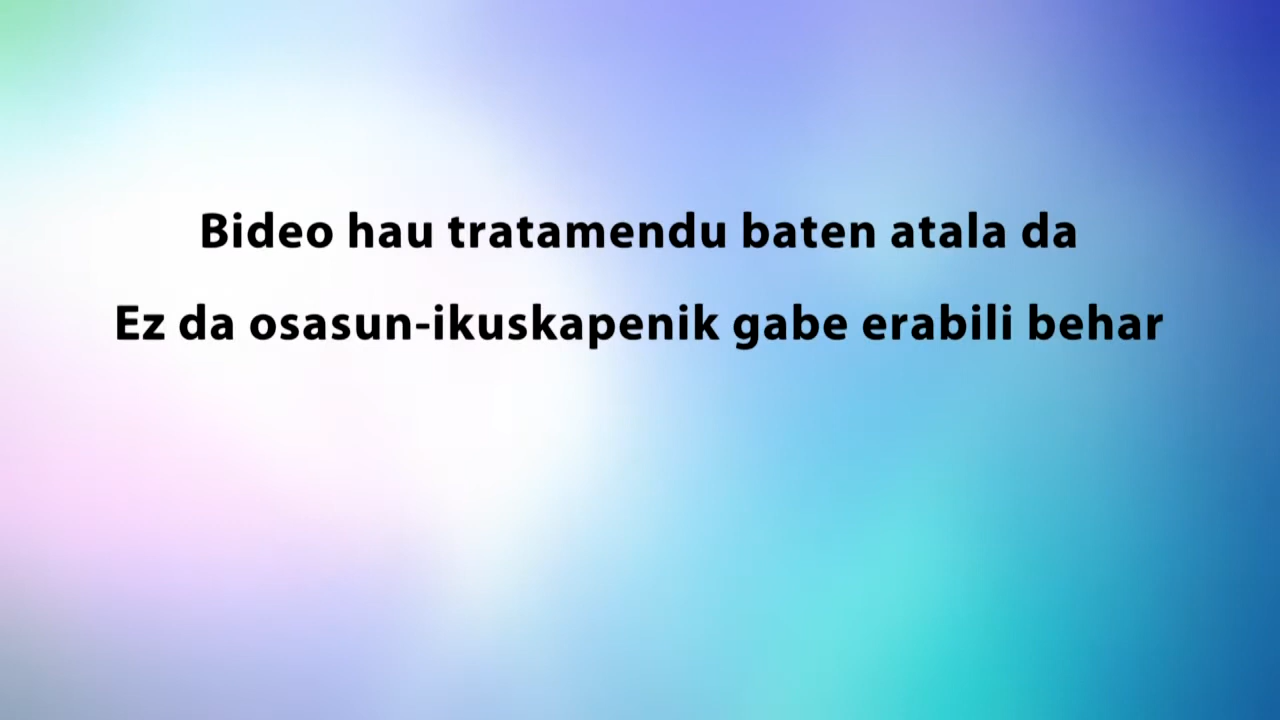 Bideo hau tratamendu baten atala da
Ez da osasun-ikuskapenik gabe erabili behar